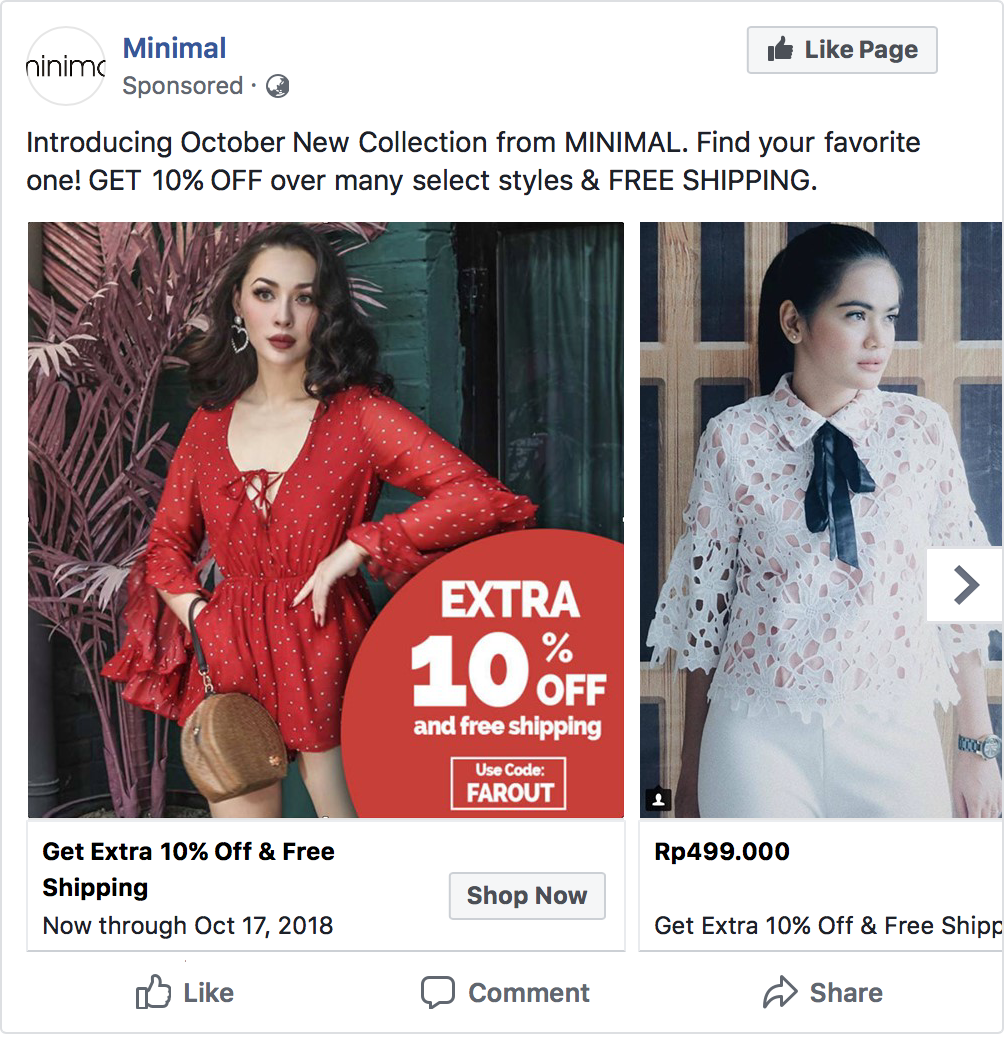 minima
Minimal
Sponsored ·
Like Page
Introducing October New Collection from MINIMAL. Find your favorite
one! GET 10% OFF over many select styles & FREE SHIPPING.
EXTRA
10% OFF
and free shipping
Use Code:
FAROUT
Get Extra 10% Off & Free
Shipping
Now through Oct 17, 2018
Shop Now
Rp499.000
Get Extra 10% Off & Free Shipp
Like
Comment
Share